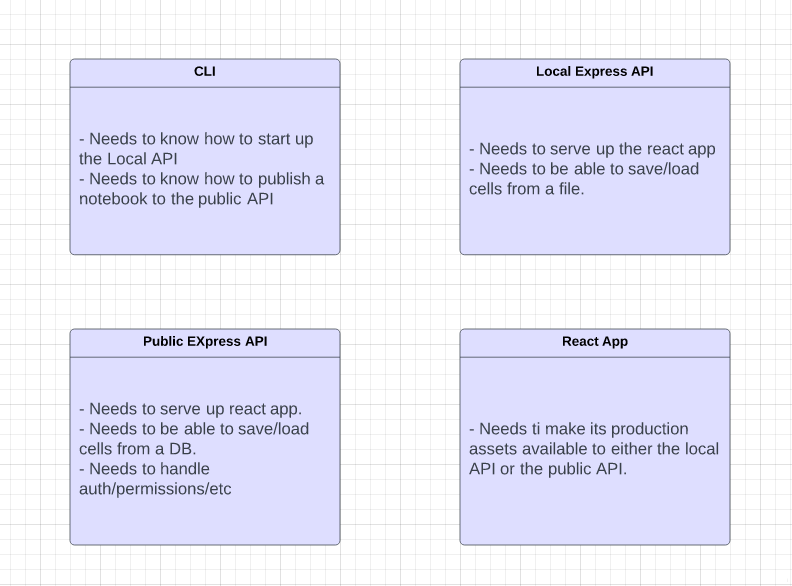 CLI
- Needs to know how to start up
the Local API
- Needs to know how to publish a
notebook to the public API
Local Express API
- Needs to serve up the react app
- Needs to be able to save/load
cells from a file.
Public EXpress API
- Needs to serve up react app.
- Needs to be able to save/load
cells from a DB.
- Needs to handle
auth/permissions/etc
React App
- Needs ti make its production
assets available to either the local
API or the public API.